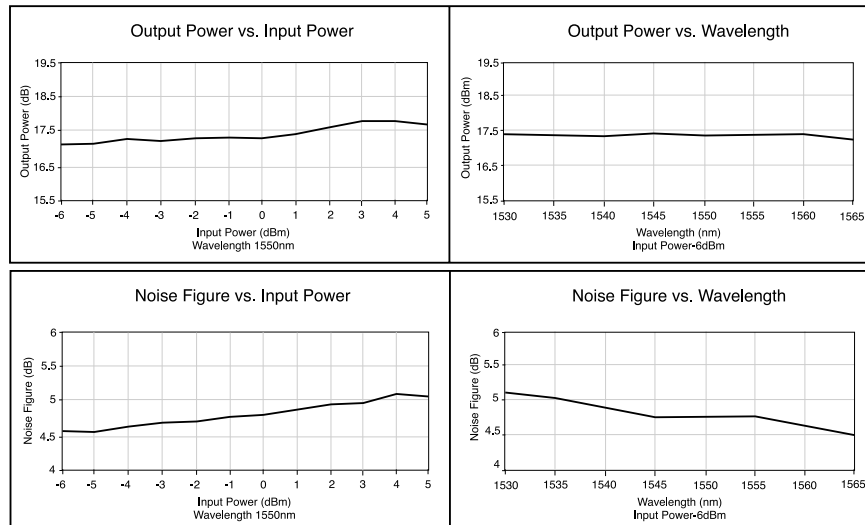 Output Power vs. Input Power
19.5
18.5
17.5
16.5
15.5
Output Power (dB)
-6 -5 -4 -3 -2 -1 0 1 2 3 4 5
Input Power (dBm)
Wavelength 1550nm
Output Power vs. Wavelength
19.5
18.5
17.5
16.5
15.5
Output Power (dBm)
1530 1535 1540 1545 1550 1555 1560 1565
Wavelength (nm)
Input Power-6dBm
Noise Figure vs. Input Power
6
5.5
5
4.5
4
Noise Figure (dB)
-6 -5 -4 -3 -2 -1 0 1 2 3 4 5
Input Power (dBm)
Wavelength 1550nm
Noise Figure vs. Wavelength
6
5.5
5
4.5
4
Noise Figure (dB)
1530 1535 1540 1545 1550 1555 1560 1565
Wavelength (nm)
Input Power-6dBm